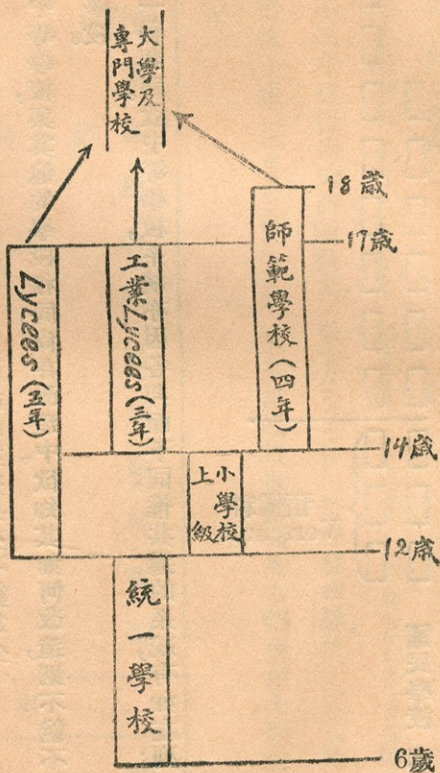 大學及
專門學校
18歲
17歲
師範學校(四年)
工業Lycees(三年)
Lycees(五年)
14歲
小學校
上級
12歲
統一學校
6歲